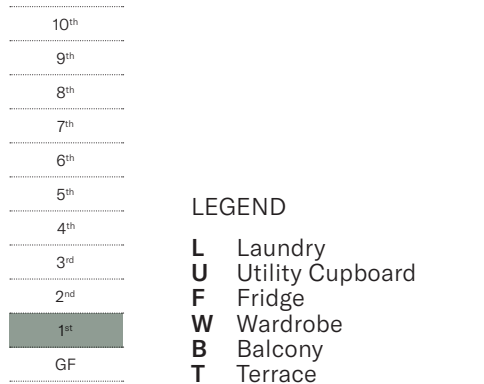 10th
9th
8th
7th
6th
5th
4th
3rd
2nd
1st
GF
LEGEND
L Laundry
U Utility Cupboard
F Fridge
W Wardrobe
B Balcony
T Terrace